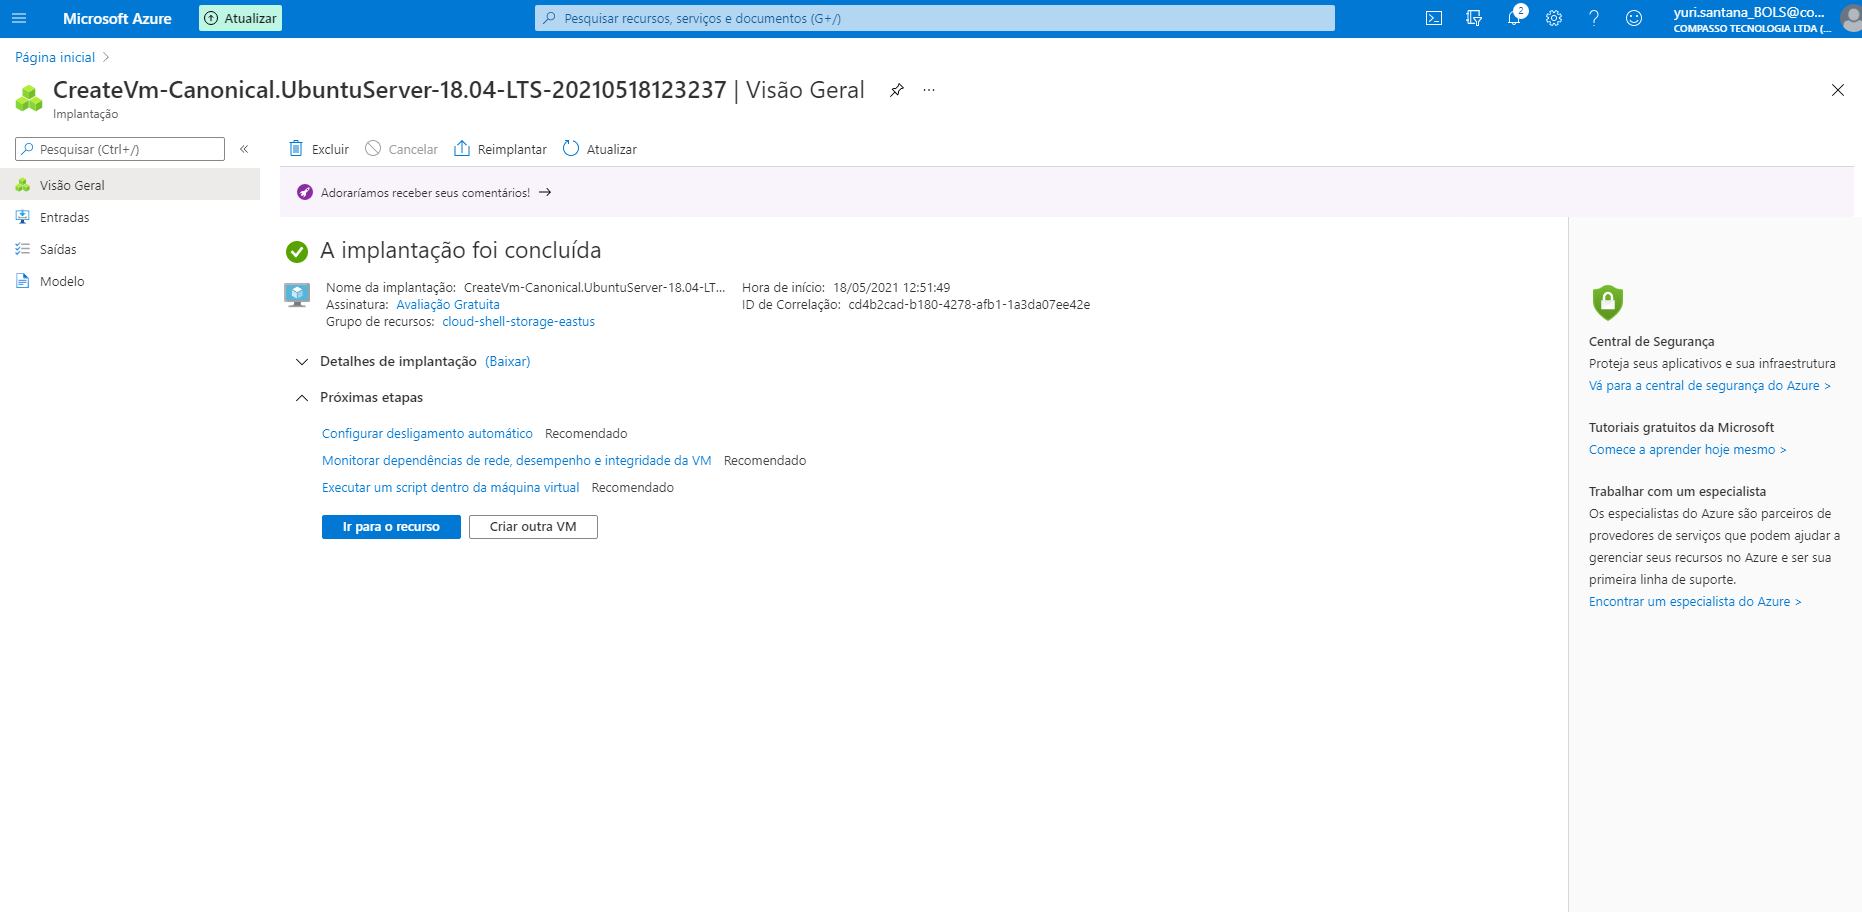 Microsoft Azure
Atualizar
Pesquisar recursos, serviços e documentos (G+/)
2
yuri.santana_BOLS@co...
COMPASSO TECNOLOGIA LTDA (...
Página inicial >
CreateVm-Canonical.UbuntuServer-18.04-LTS-20210518123237 | Visão Geral ...
Implantação
Pesquisar (Ctrl+/)
«
Visão Geral
Entradas
Saídas
Modelo
Excluir Cancelar Reimplantar Atualizar
Adoraríamos receber seus comentários! →
A implantação foi concluída
Nome da implantação: CreateVm-Canonical.UbuntuServer-18.04-LT...
Assinatura: Avaliação Gratuita
Grupo de recursos: cloud-shell-storage-eastus
Hora de início: 18/05/2021 12:51:49
ID de Correlação: cd4b2cad-b180-4278-afb1-1a3da07ee42e
Detalhes de implantação (Baixar)
Próximas etapas
Configurar desligamento automático Recomendado
Monitorar dependências de rede, desempenho e integridade da VM Recomendado
Executar um script dentro da máquina virtual Recomendado
Ir para o recurso Criar outra VM
Central de Segurança
Proteja seus aplicativos e sua infraestrutura
Vá para a central de segurança do Azure >
Tutoriais gratuitos da Microsoft
Comece a aprender hoje mesmo >
Trabalhar com um especialista
Os especialistas do Azure são parceiros de
provedores de serviços que podem ajudar a
gerenciar seus recursos no Azure e ser sua
primeira linha de suporte.
Encontrar um especialista do Azure >